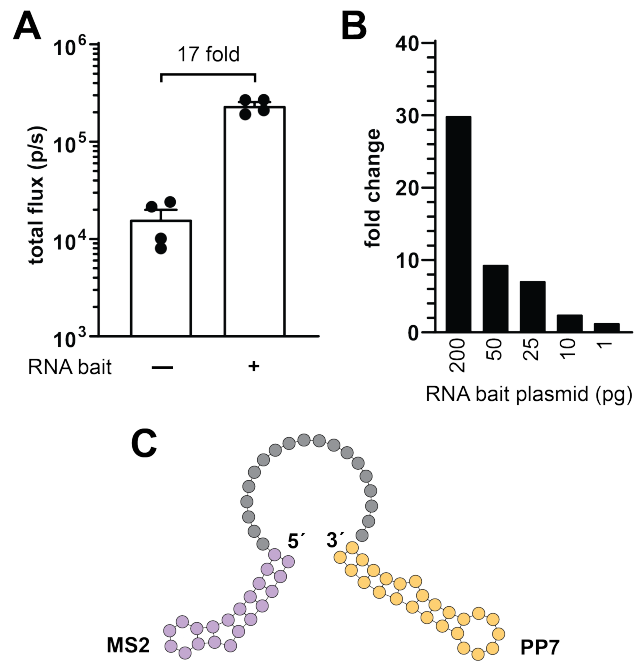 A
17 fold
total flux (p/s)
10⁶
10⁵
10⁴
10³
RNA bait — +
B
fold change
40
30
20
10
0
200 50 25 10 1
RNA bait plasmid (pg)
C
5´ 3´
MS2 PP7